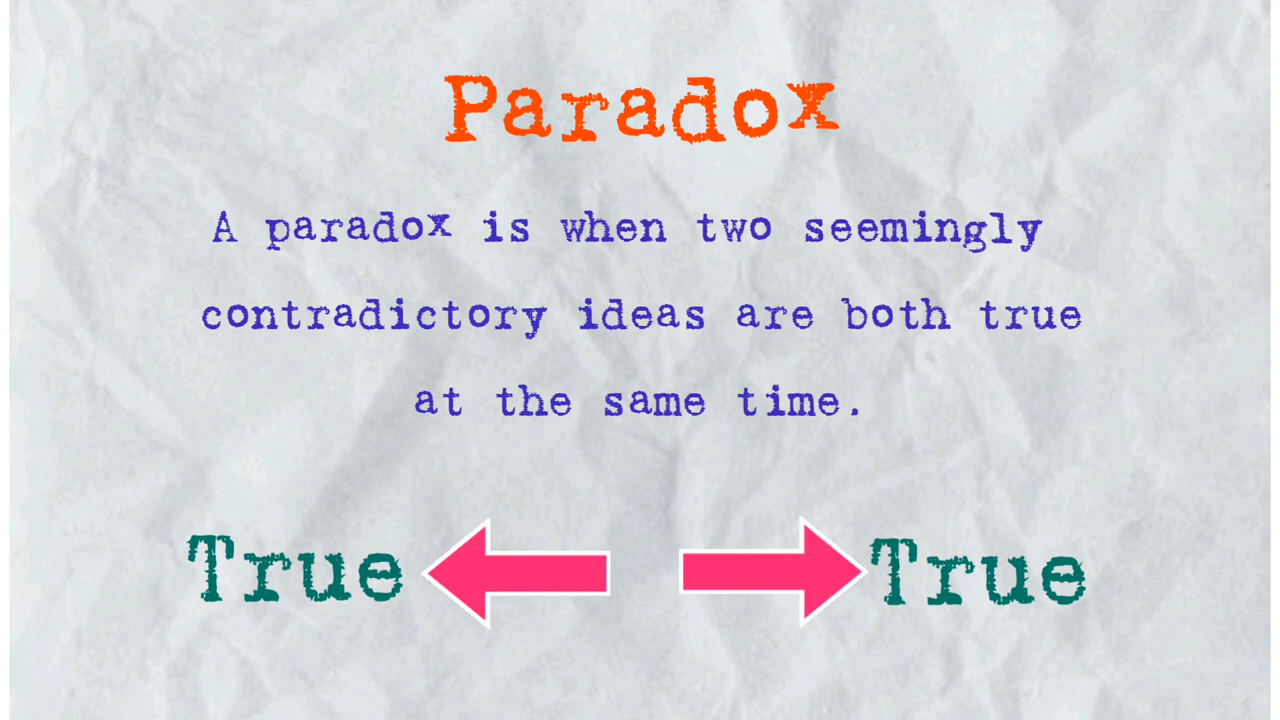 Paradox
A paradox is when two seemingly
contradictory ideas are both true
at the same time.
True True